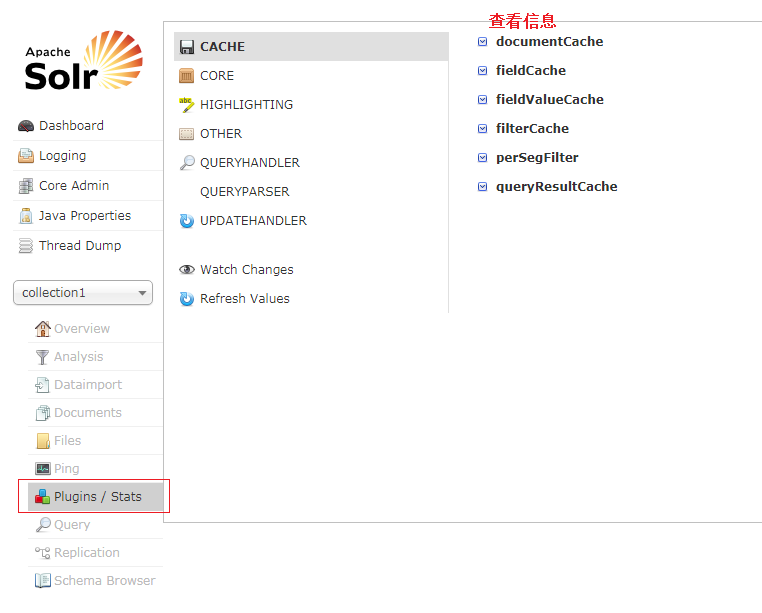 Apache
Solr
Dashboard
Logging
Core Admin
Java Properties
Thread Dump
collection1
Overview
Analysis
Dataimport
Documents
Files
Ping
Plugins / Stats
Query
Replication
Schema Browser
CACHE
CORE
abc
HIGHLIGHTING
OTHER
QUERYHANDLER
QUERYPARSER
UPDATEHANDLER
Watch Changes
Refresh Values
查看信息
documentCache
fieldCache
fieldValueCache
filterCache
perSegFilter
queryResultCache